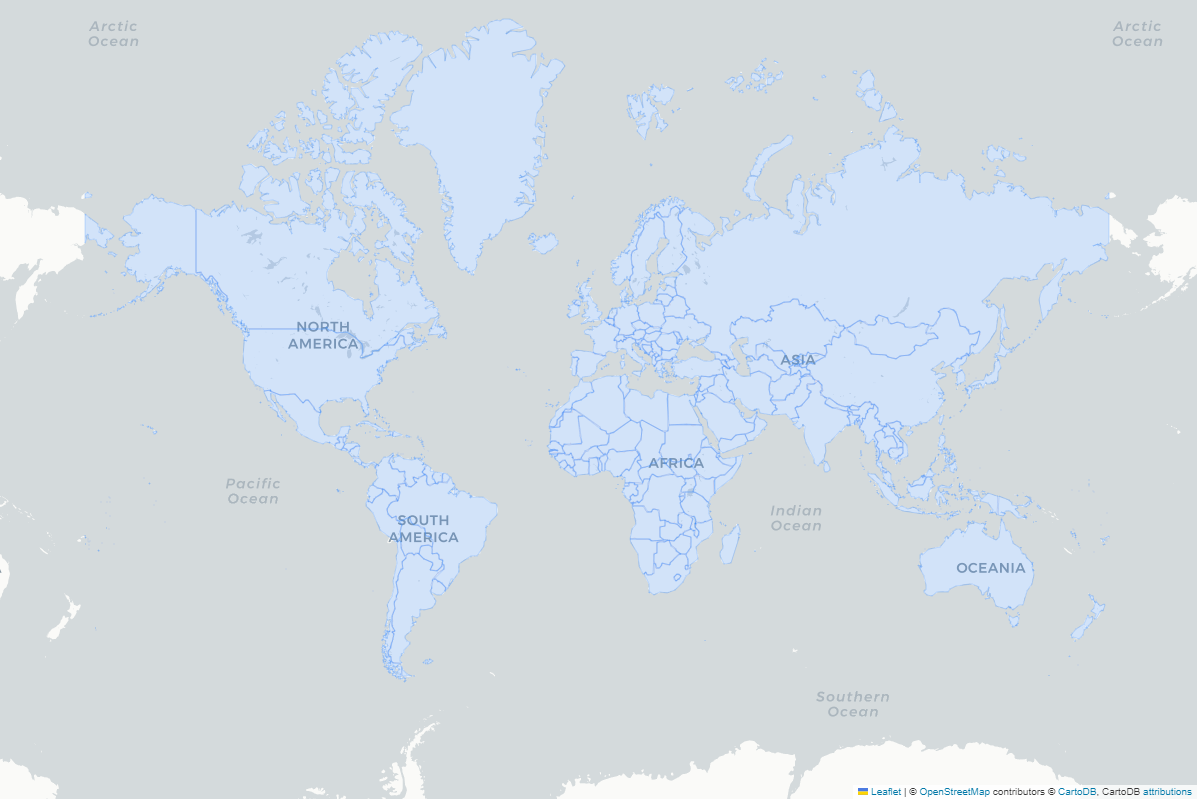 Arctic
Ocean
Arctic
Ocean
NORTH
AMERICA
ASIA
AFRICA
Pacific
Ocean
Indian
Ocean
SOUTH
AMERICA
OCEANIA
Southern
Ocean
Leaflet | © OpenStreetMap contributors © CartoDB, CartoDB attributions